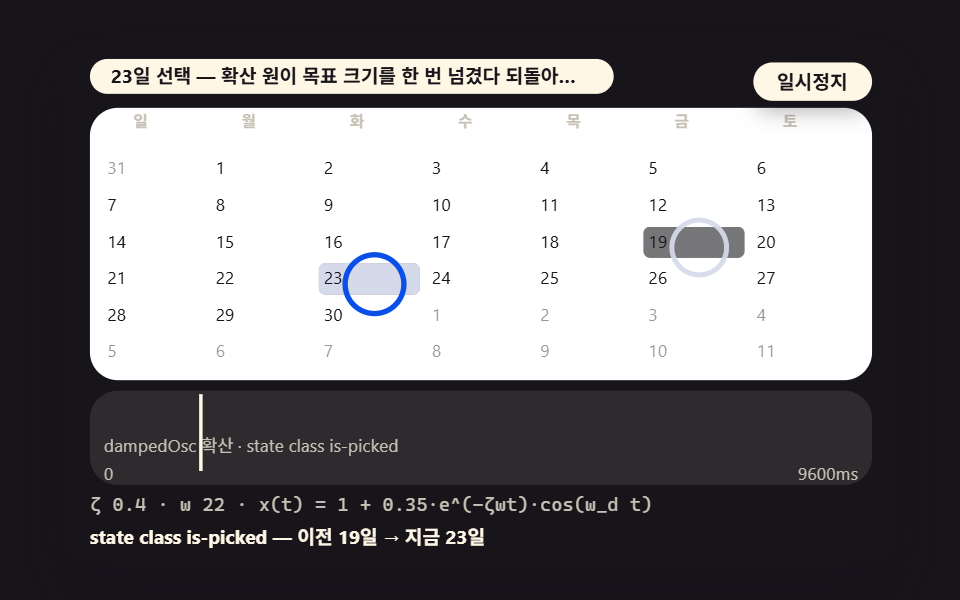 23일 선택 — 확산 원이 목표 크기를 한 번 넘겼다 되돌아…
일시정지
일 월 화 수 목 금 토
31 1 2 3 4 5 6
7 8 9 10 11 12 13
14 15 16 17 18 19 20
21 22 23 24 25 26 27
28 29 30 1 2 3 4
5 6 7 8 9 10 11
dampedOsc 확산 · state class is-picked
0 9600ms
ζ 0.4 · ω 22 · x(t) = 1 + 0.35·e^(−ζωt)·cos(ω_d t)
state class is-picked — 이전 19일 → 지금 23일